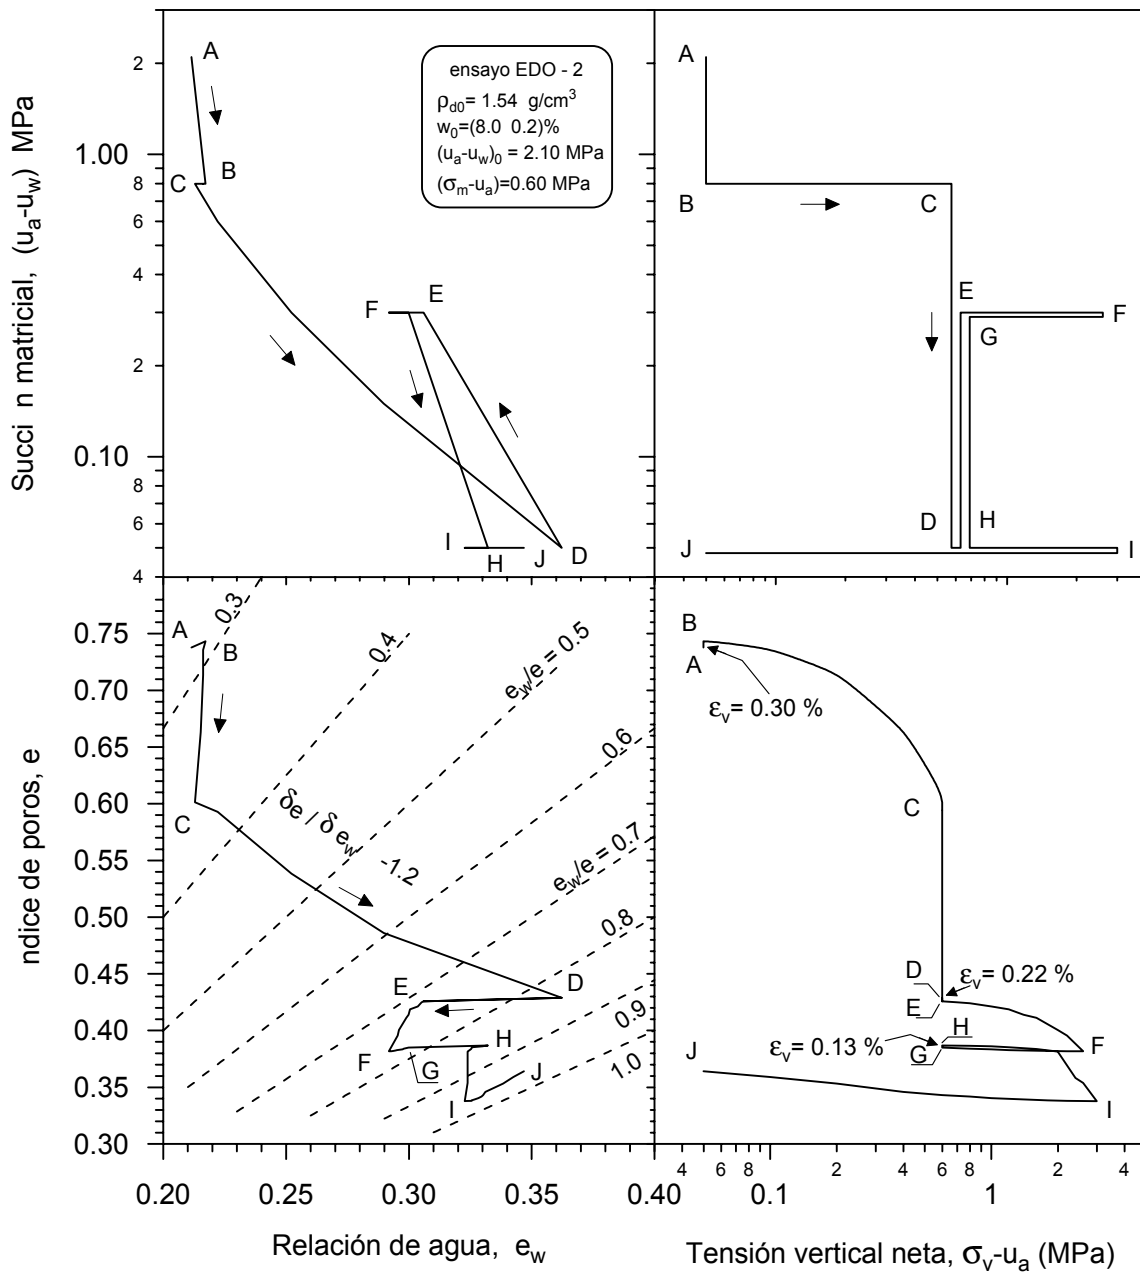 Succi n matricial, (ua-uw) MPa
2
1.00
8
6
4
2
0.10
8
6
4
A
B
C
F
E
I
H
J
D
ensayo EDO - 2
ρd0= 1.54 g/cm3
w0=(8.0 0.2)%
(ua-uw)0 = 2.10 MPa
(σm-ua)=0.60 MPa
A
B
C
E
F
G
D
H
J
I
ndice de poros, e
0.75
0.70
0.65
0.60
0.55
0.50
0.45
0.40
0.35
0.30
0.3
0.4
ew/e = 0.5
0.6
ew/e = 0.7
0.8
0.9
1.0
δe / δ ew -1.2
A
B
C
D
E
F
H
G
J
I
0.20
0.25
0.30
0.35
0.40
Relación de agua, ew
B
A
εv= 0.30 %
C
D
εv= 0.22 %
E
H
εv= 0.13 %
G
F
J
I
4
6
8
0.1
2
4
6
8
1
2
4
Tensión vertical neta, σv-ua (MPa)